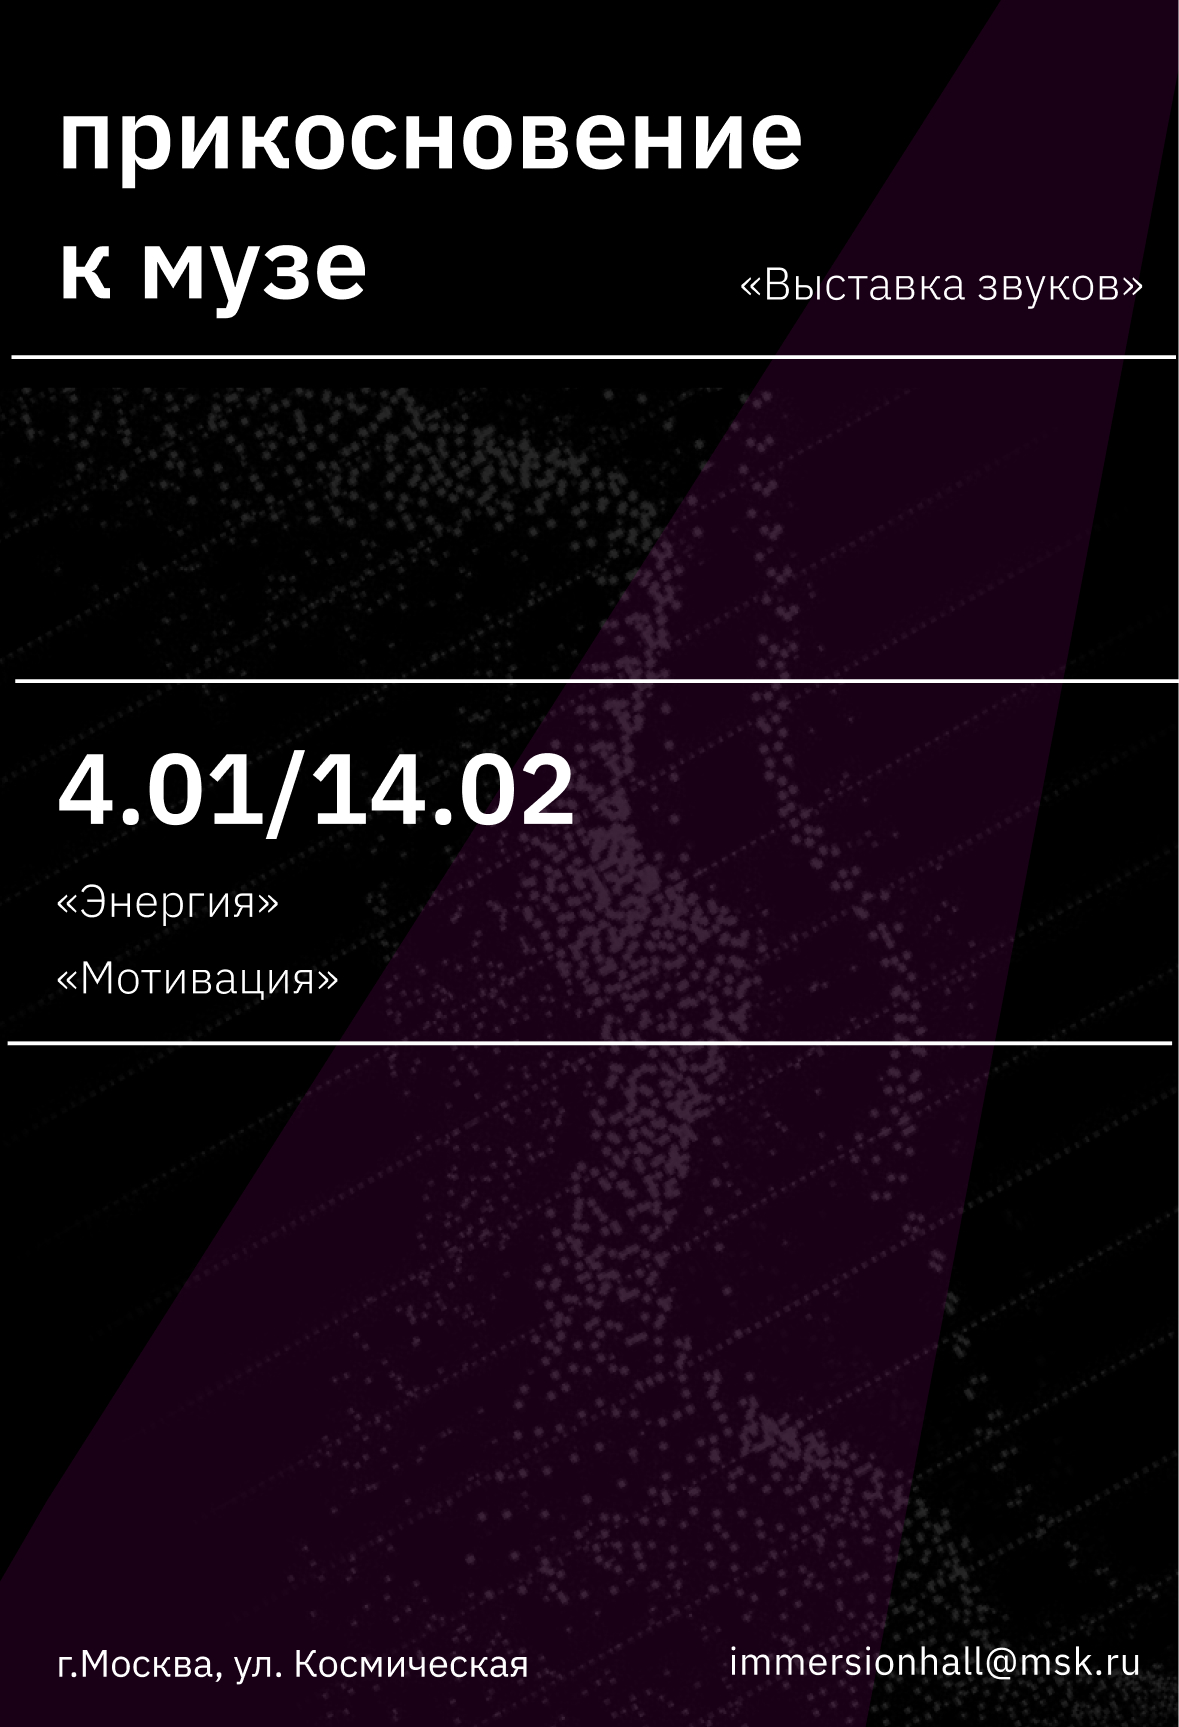 прикосновение
к музе
«Выставка звуков»
4.01/14.02
«Энергия»
«Мотивация»
г.Москва, ул. Космическая
immersionhall@msk.ru